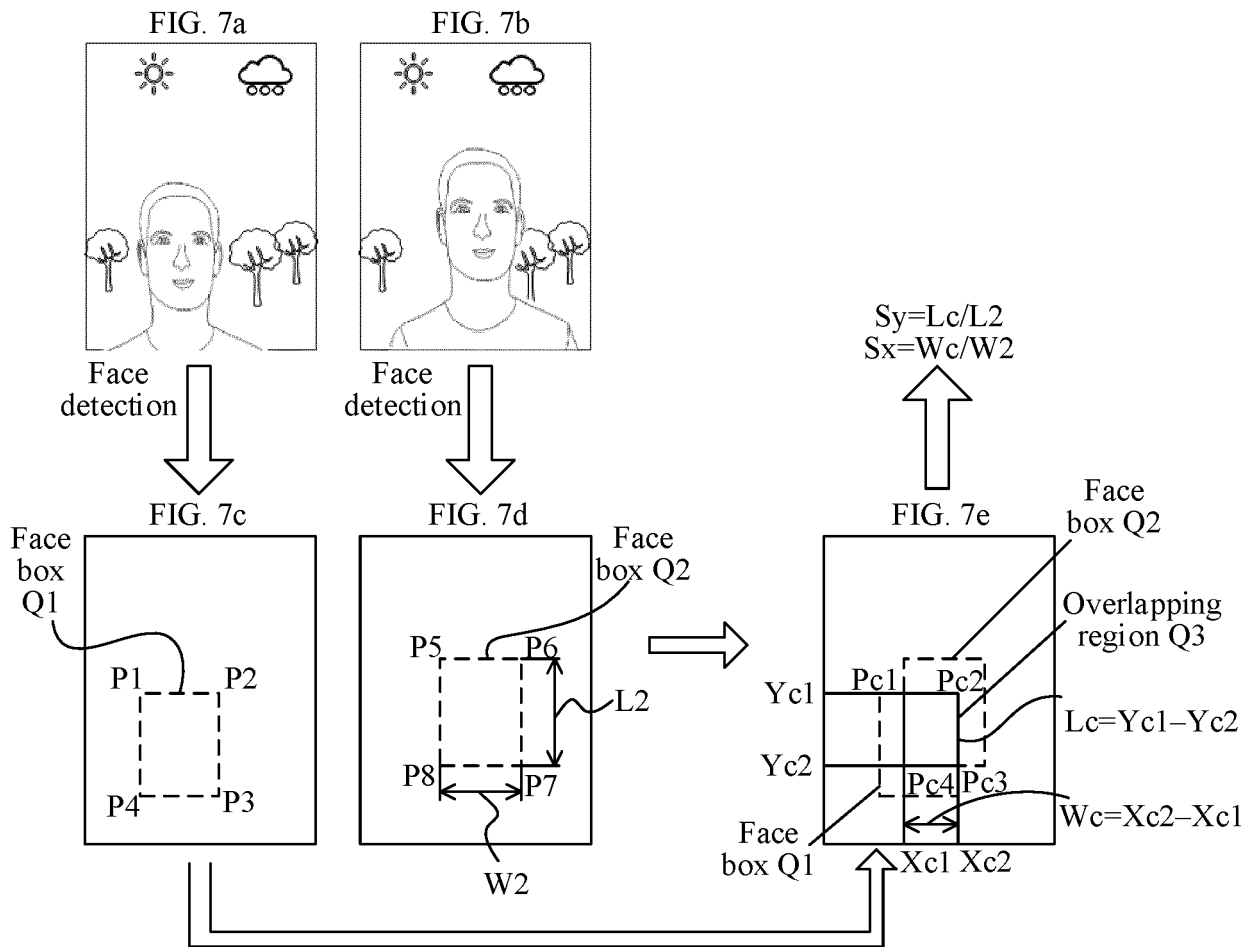 FIG. 7a
FIG. 7b
Face
detection
Face
detection
Sy=Lc/L2
Sx=Wc/W2
FIG. 7c
Face
box
Q1
P1
P2
P4
P3
FIG. 7d
Face
box Q2
P5
P6
L2
P8
P7
W2
FIG. 7e
Face
box Q2
Overlapping
region Q3
Yc1
Pc1
Pc2
Lc=Yc1–Yc2
Yc2
Pc4
Pc3
Wc=Xc2–Xc1
Face
box Q1
Xc1 Xc2